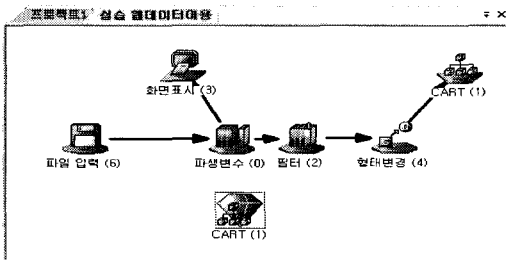 프로젝트1 실습 웹데이터이용
화면표시 (3)
CART (1)
파일 입력 (6)
파생변수 (0)
필터 (2)
형태변경 (4)
CART (1)